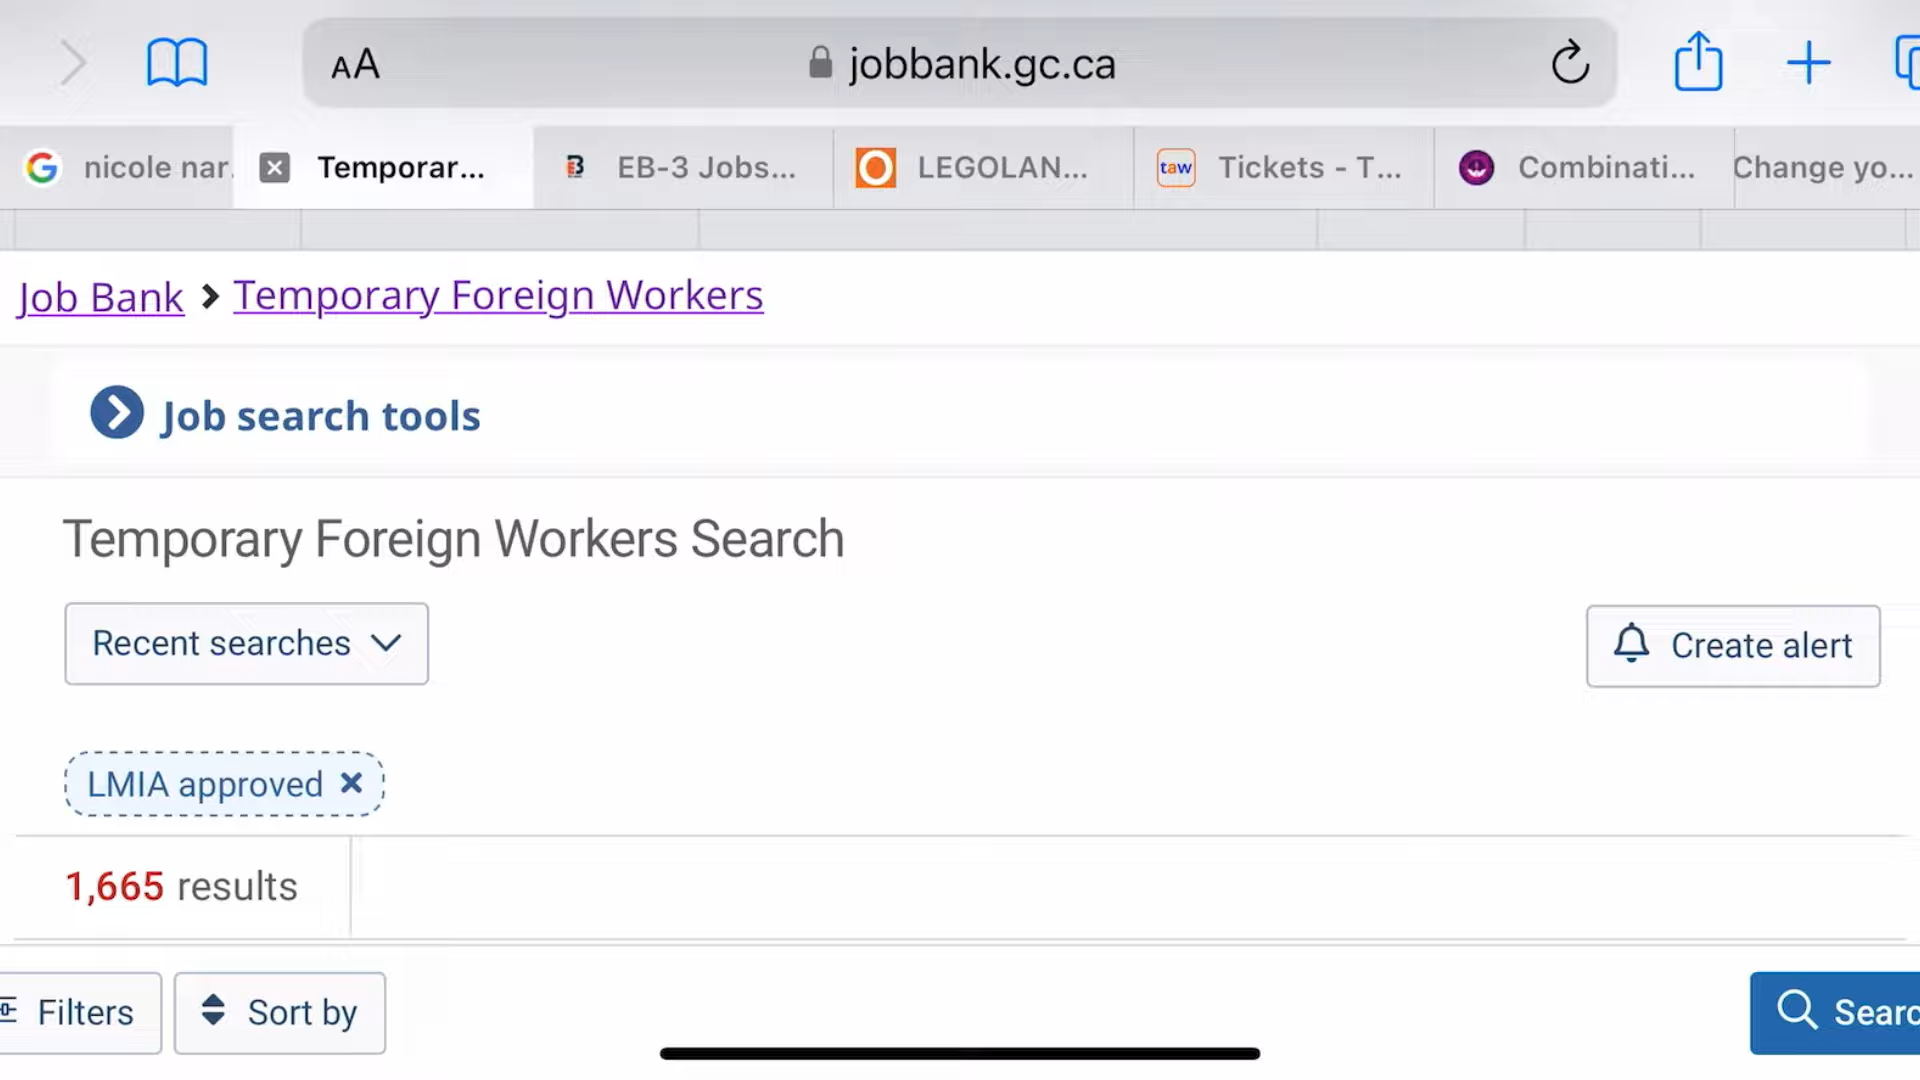 AA jobbank.gc.ca
nicole nar. Temporar... EB-3 Jobs... LEGOLAN... taw Tickets - T... Combinati... Change yo...
Job Bank > Temporary Foreign Workers
Job search tools
Temporary Foreign Workers Search
Recent searches
Create alert
LMIA approved ×
1,665 results
Filters Sort by Searc